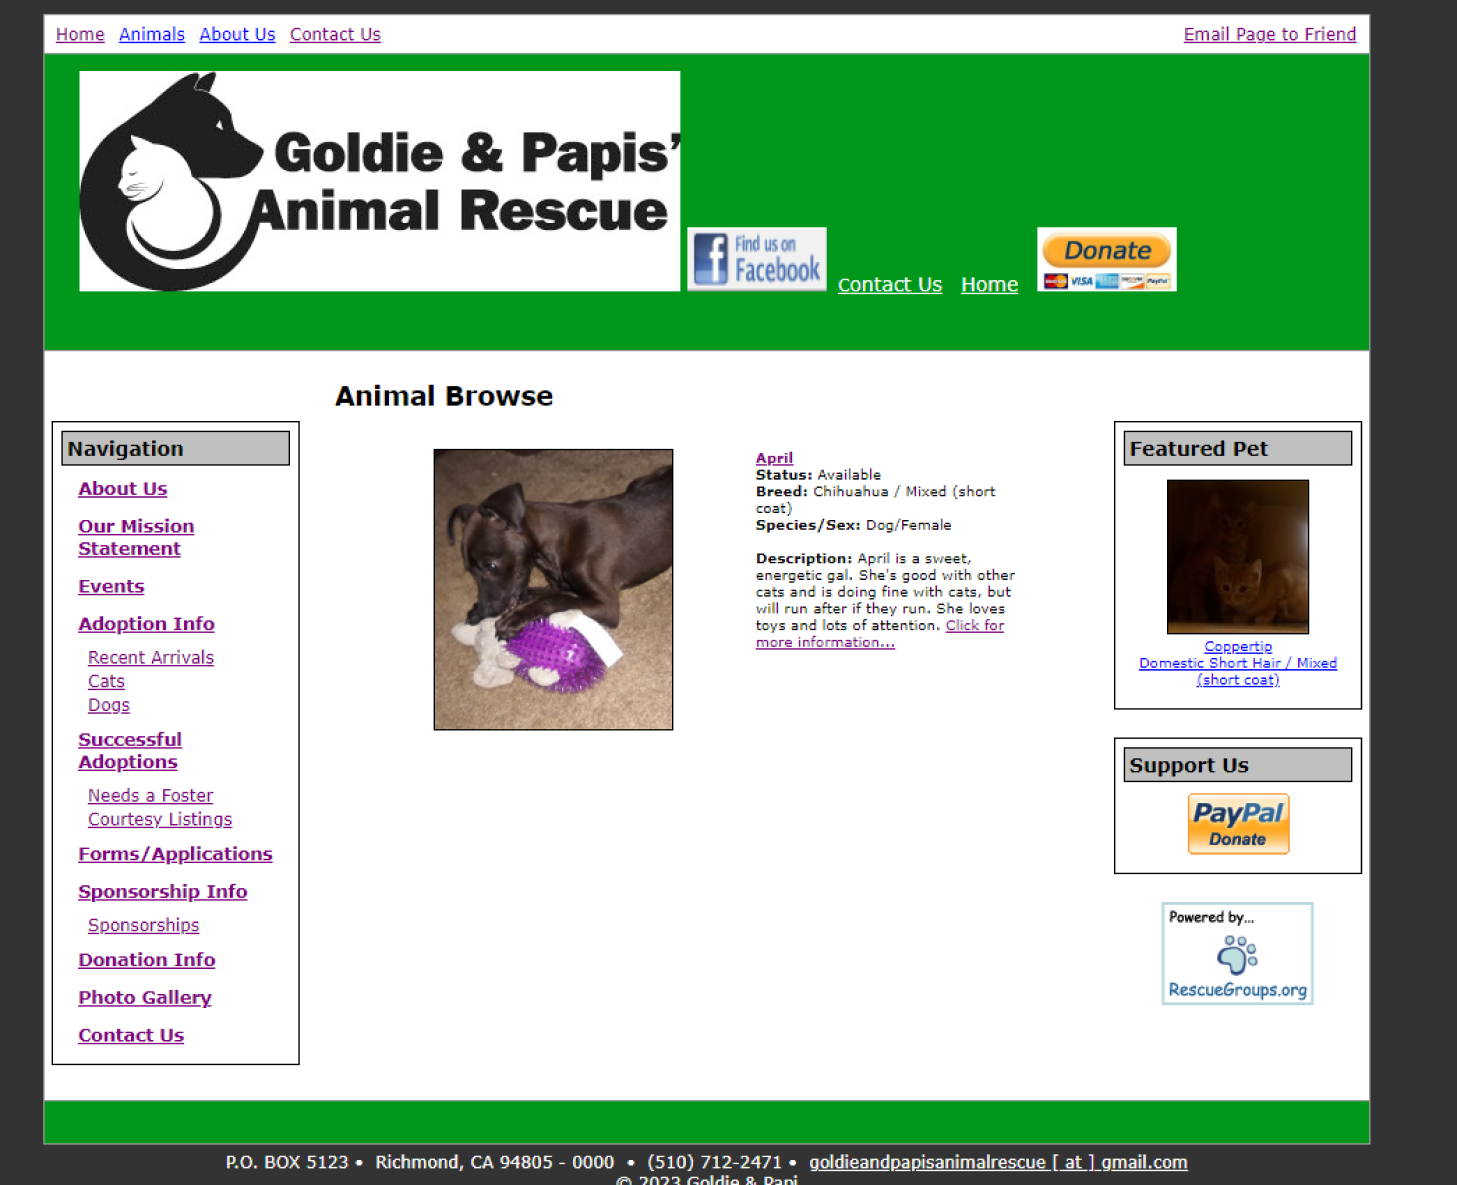 Home Animals About Us Contact Us Email Page to Friend
Goldie & Papis'
Animal Rescue
Find us on
Facebook
Contact Us Home
Donate
VISA
PayPal
Animal Browse
Navigation
About Us
Our Mission
Statement
Events
Adoption Info
Recent Arrivals
Cats
Dogs
Successful
Adoptions
Needs a Foster
Courtesy Listings
Forms/Applications
Sponsorship Info
Sponsorships
Donation Info
Photo Gallery
Contact Us
April
Status: Available
Breed: Chihuahua / Mixed (short
coat)
Species/Sex: Dog/Female
Description: April is a sweet,
energetic gal. She's good with other
cats and is doing fine with cats, but
will run after if they run. She loves
toys and lots of attention. Click for
more information...
Featured Pet
Coppertip
Domestic Short Hair / Mixed
(short coat)
Support Us
PayPal
Donate
Powered by...
RescueGroups.org
P.O. BOX 5123 • Richmond, CA 94805 - 0000 • (510) 712-2471 • goldieandpapisanimalrescue [ at ] gmail.com
© 2023 Goldie & Papi